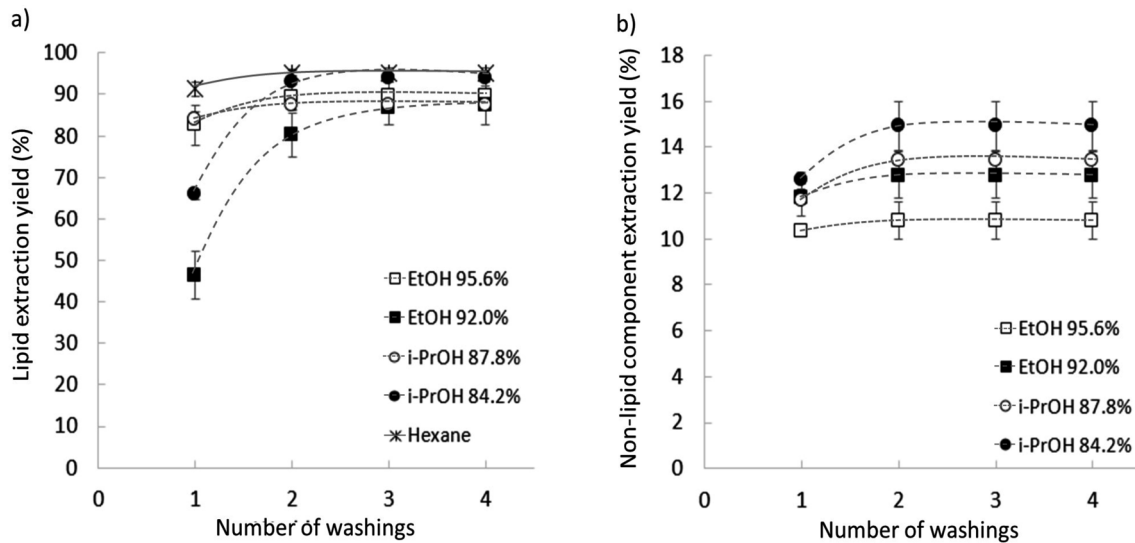 a)
Lipid extraction yield (%)
100
90
80
70
60
50
40
30
20
10
0
0 1 2 3 4
Number of washings
EtOH 95.6%
EtOH 92.0%
i-PrOH 87.8%
i-PrOH 84.2%
Hexane
b)
Non-lipid component extraction yield (%)
18
16
14
12
10
8
6
4
2
0
0 1 2 3 4
Number of washings
EtOH 95.6%
EtOH 92.0%
i-PrOH 87.8%
i-PrOH 84.2%